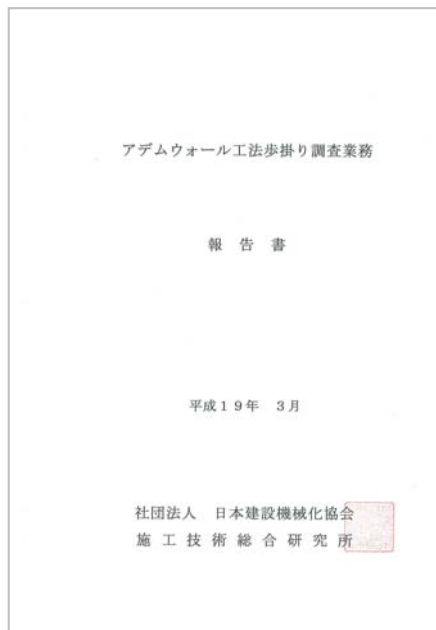 アデムウォール工法歩掛り調査業務
報 告 書
平成19年 3月
社団法人 日本建設機械化協会
施 工 技 術 総 合 研 究 所